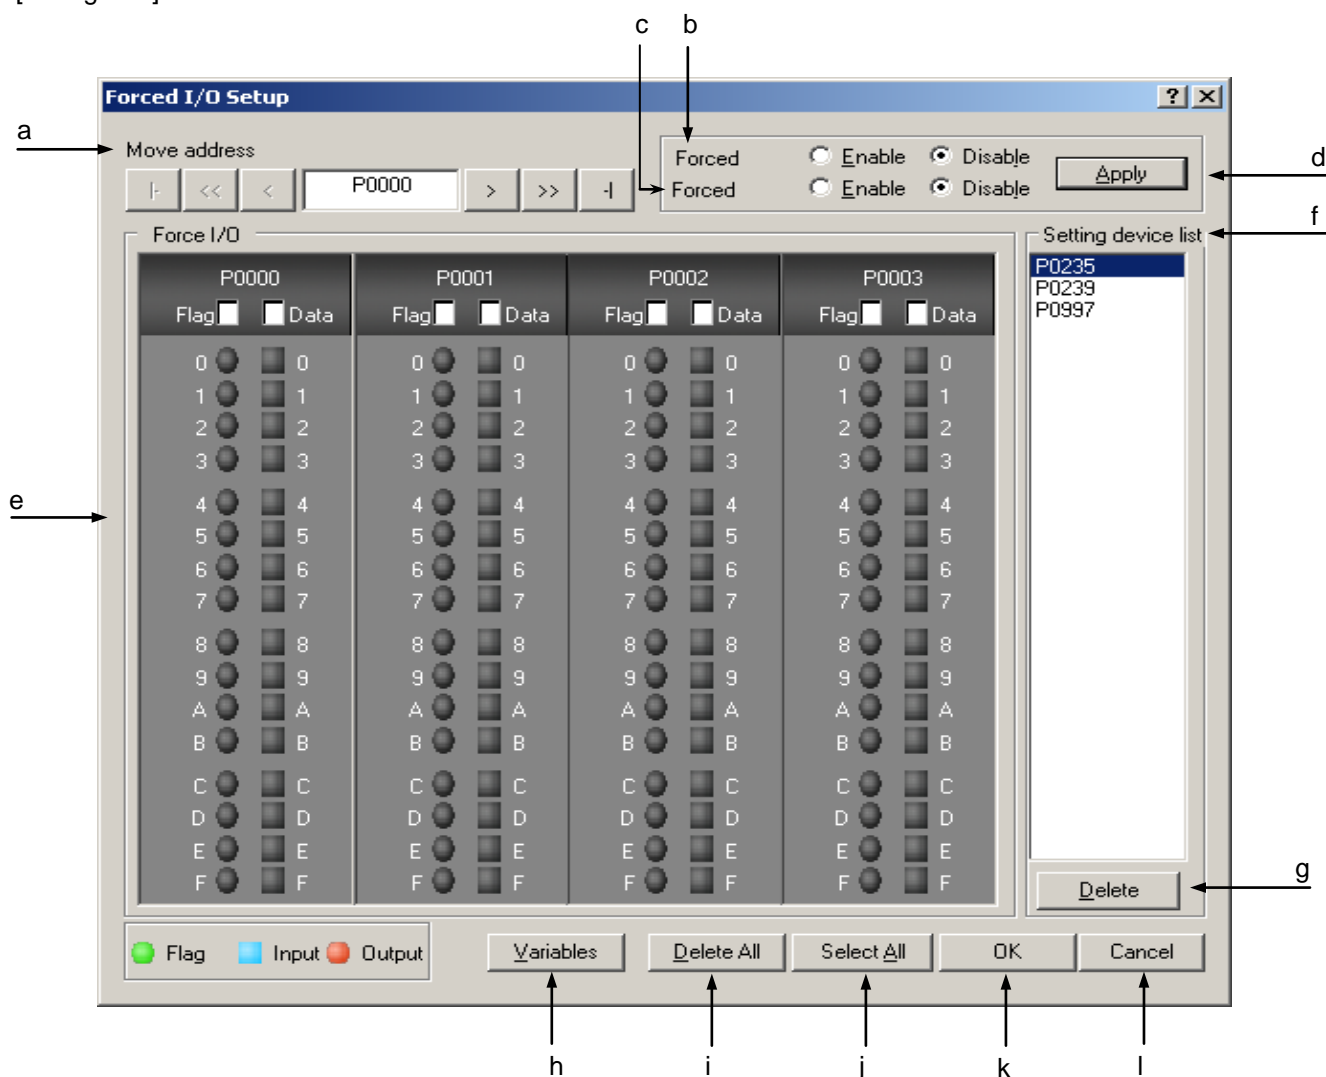 c b
Forced I/O Setup
a
Move address
|- << < P0000 > >> -|
Forced Enable Disable
Forced Enable Disable
Apply
d
f
Force I/O
Setting device list
P0000 P0001 P0002 P0003
Flag Data Flag Data Flag Data Flag Data
P0235
P0239
P0997
0 0 0 0 0 0 0 0
1 1 1 1 1 1 1 1
2 2 2 2 2 2 2 2
3 3 3 3 3 3 3 3
e
4 4 4 4 4 4 4 4
5 5 5 5 5 5 5 5
6 6 6 6 6 6 6 6
7 7 7 7 7 7 7 7
8 8 8 8 8 8 8 8
9 9 9 9 9 9 9 9
A A A A A A A A
B B B B B B B B
C C C C C C C C
D D D D D D D D
E E E E E E E E
F F F F F F F F
Delete
g
Flag Input Output
Variables Delete All Select All OK Cancel
h i j k l